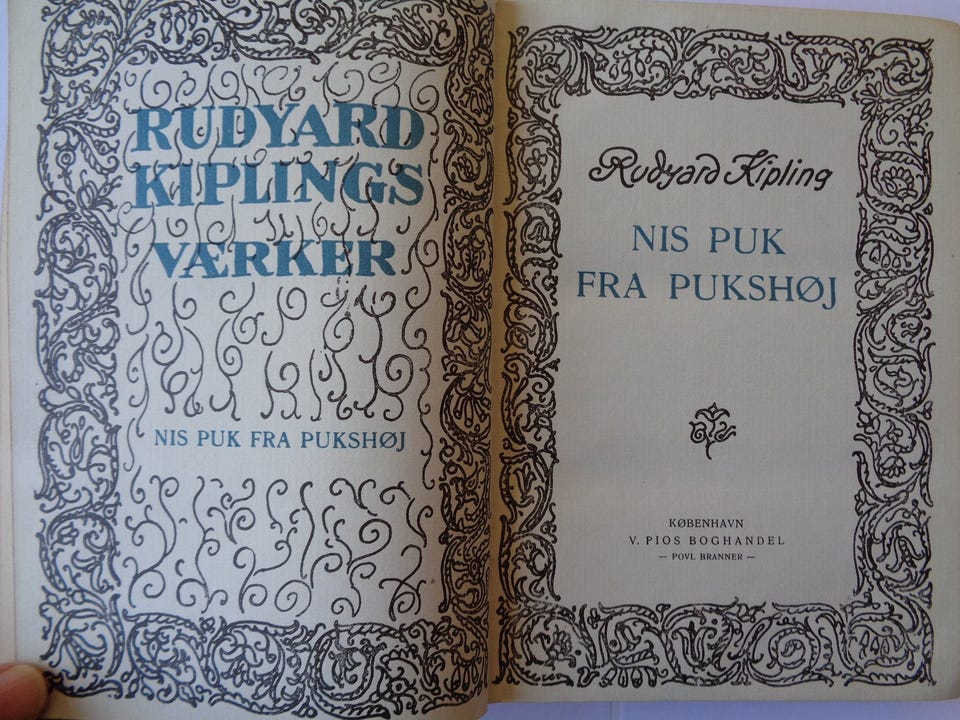 RUDYARD
KIPLINGS
VÆRKER
NIS PUK FRA PUKSHØJ
Rudyard Kipling
NIS PUK
FRA PUKSHØJ
KØBENHAVN
V. PIOS BOGHANDEL
— POVL BRANNER —